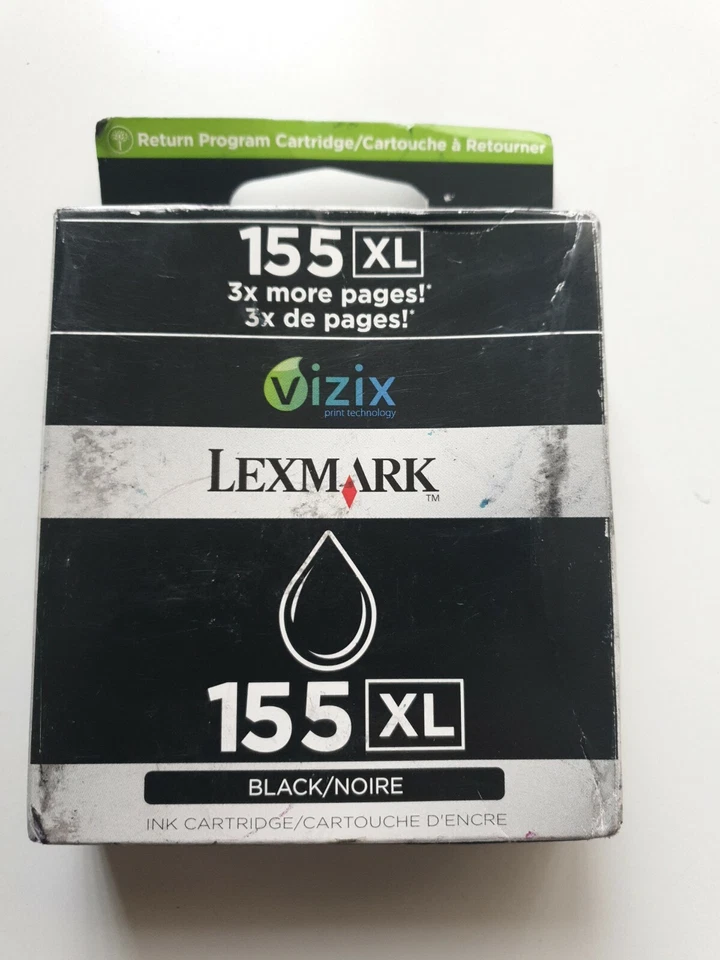 Return Program Cartridge/Cartouche à Retourner
155 XL
3x more pages!*
3x de pages!*
vizix
print technology
LEXMARK™
155 XL
BLACK/NOIRE
INK CARTRIDGE/CARTOUCHE D'ENCRE